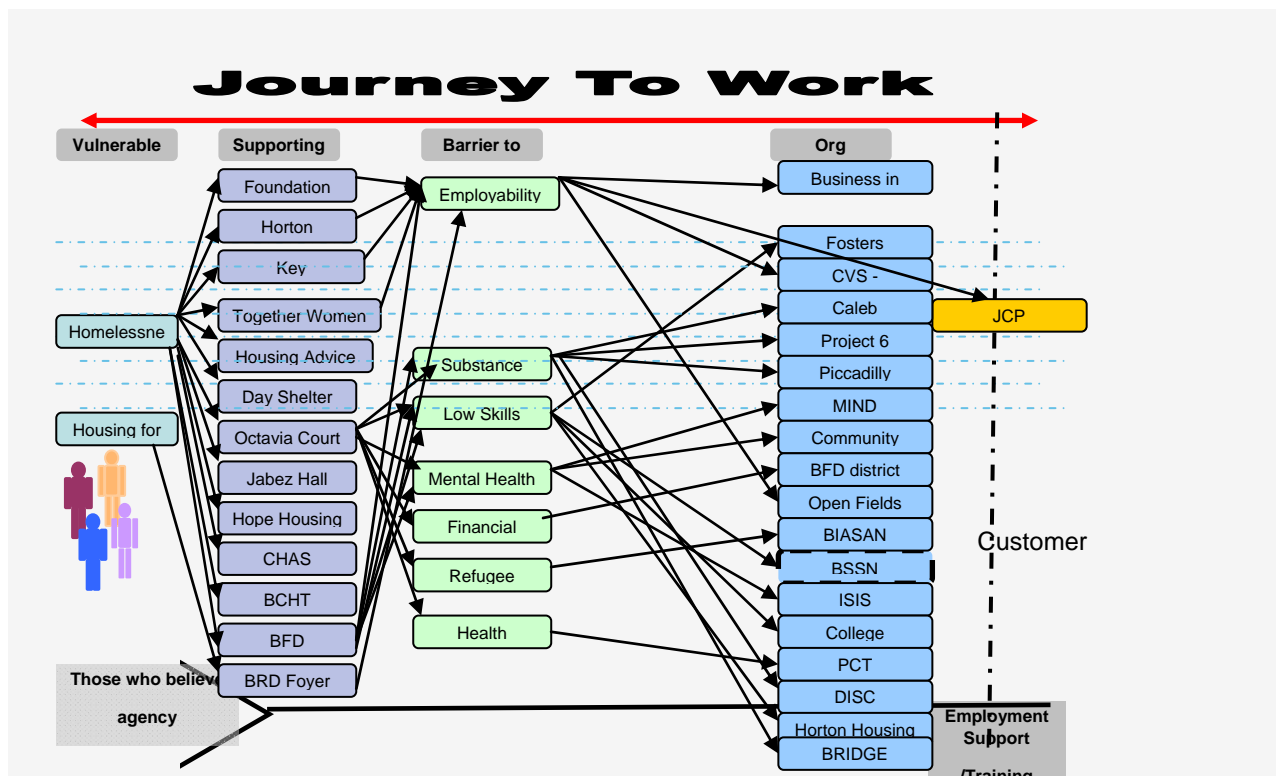 Journey To Work
Vulnerable
Supporting
Barrier to
Org
Homelessne
Housing for
Foundation
Horton
Key
Together Women
Housing Advice
Day Shelter
Octavia Court
Jabez Hall
Hope Housing
CHAS
BCHT
BFD
BRD Foyer
Employability
Substance
Low Skills
Mental Health
Financial
Refugee
Health
Business in
Fosters
CVS -
Caleb
Project 6
Piccadilly
MIND
Community
BFD district
Open Fields
BIASAN
BSSN
ISIS
College
PCT
DISC
Horton Housing
BRIDGE
JCP
Customer
Those who believe
agency
Employment
Support
/Training